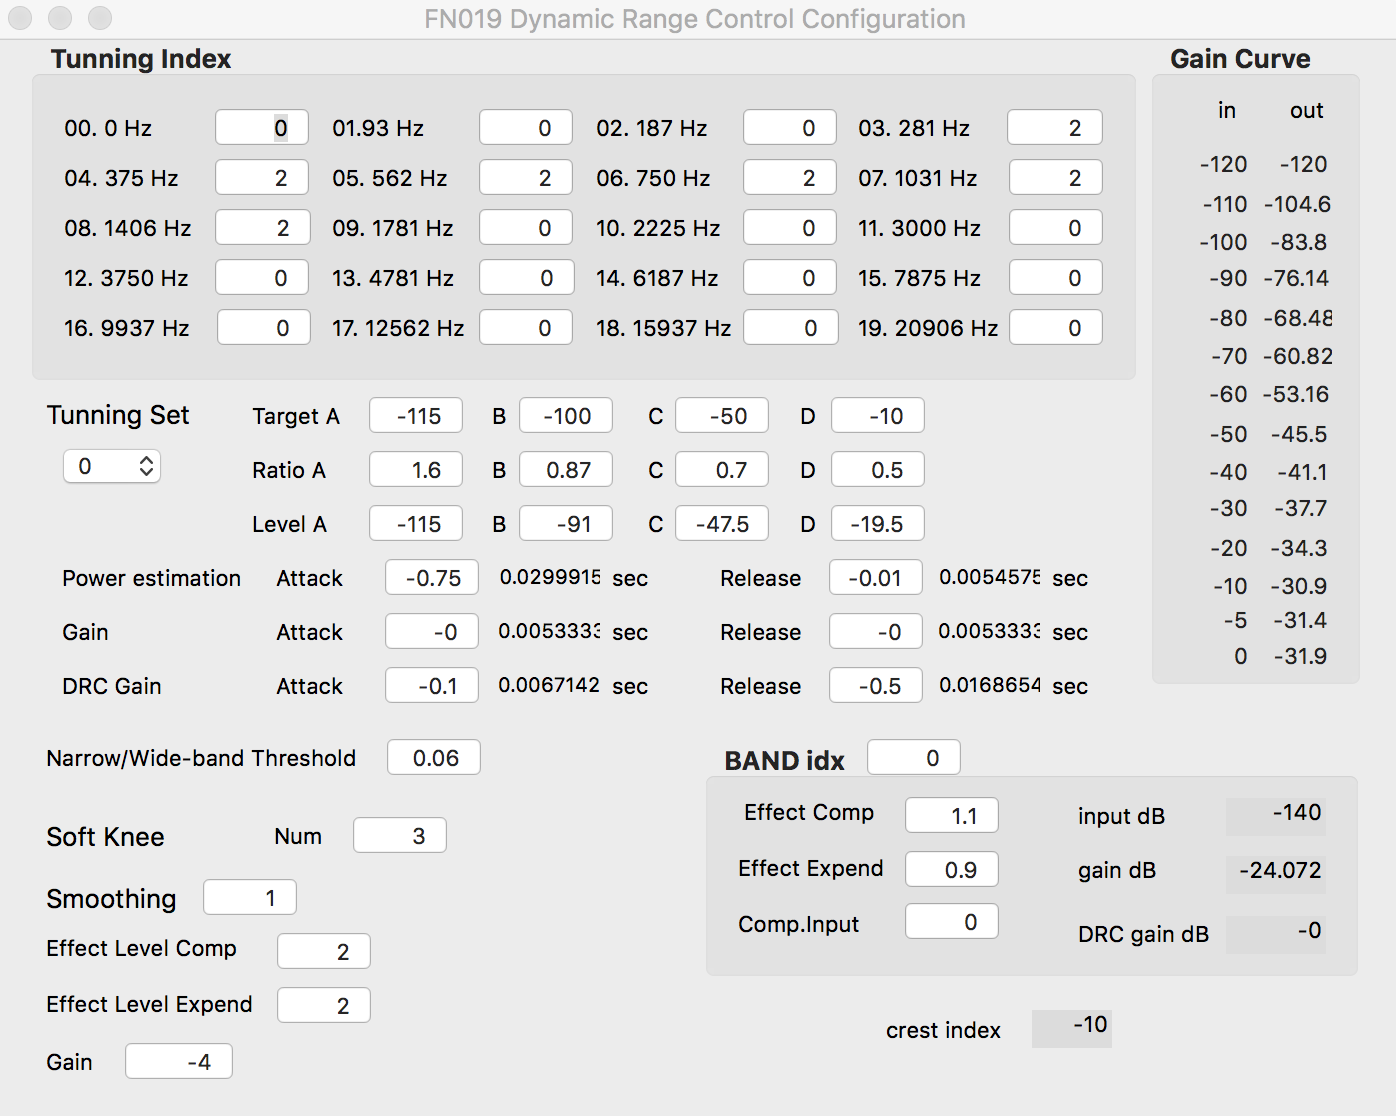 FN019 Dynamic Range Control Configuration
Tunning Index
00. 0 Hz 0 01.93 Hz 0 02. 187 Hz 0 03. 281 Hz 2
04. 375 Hz 2 05. 562 Hz 2 06. 750 Hz 2 07. 1031 Hz 2
08. 1406 Hz 2 09. 1781 Hz 0 10. 2225 Hz 0 11. 3000 Hz 0
12. 3750 Hz 0 13. 4781 Hz 0 14. 6187 Hz 0 15. 7875 Hz 0
16. 9937 Hz 0 17. 12562 Hz 0 18. 15937 Hz 0 19. 20906 Hz 0
Gain Curve
in out
-120 -120
-110 -104.6
-100 -83.8
-90 -76.14
-80 -68.48
-70 -60.82
-60 -53.16
-50 -45.5
-40 -41.1
-30 -37.7
-20 -34.3
-10 -30.9
-5 -31.4
0 -31.9
Tunning Set
0
Target A -115 B -100 C -50 D -10
Ratio A 1.6 B 0.87 C 0.7 D 0.5
Level A -115 B -91 C -47.5 D -19.5
Power estimation Attack -0.75 0.0299915 sec Release -0.01 0.0054575 sec
Gain Attack -0 0.0053333 sec Release -0 0.0053333 sec
DRC Gain Attack -0.1 0.0067142 sec Release -0.5 0.0168654 sec
Narrow/Wide-band Threshold 0.06
Soft Knee Num 3
Smoothing 1
Effect Level Comp 2
Effect Level Expend 2
Gain -4
BAND idx 0
Effect Comp 1.1 input dB -140
Effect Expend 0.9 gain dB -24.072
Comp.Input 0 DRC gain dB -0
crest index -10